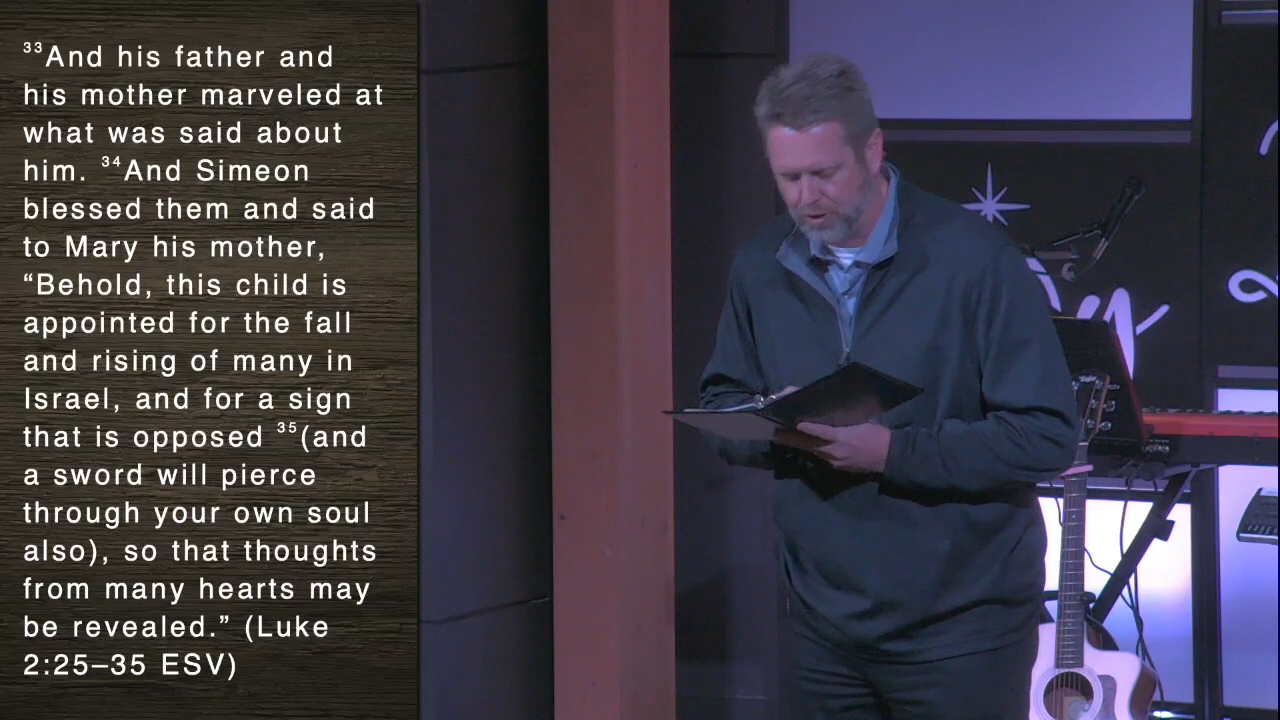 ³³And his father and
his mother marveled at
what was said about
him. ³⁴And Simeon
blessed them and said
to Mary his mother,
“Behold, this child is
appointed for the fall
and rising of many in
Israel, and for a sign
that is opposed ³⁵(and
a sword will pierce
through your own soul
also), so that thoughts
from many hearts may
be revealed.” (Luke
2:25–35 ESV)